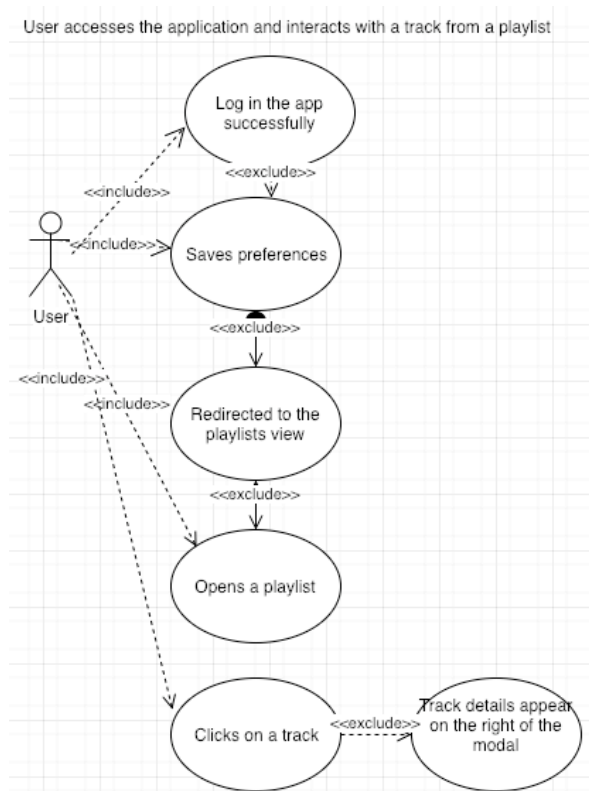 User accesses the application and interacts with a track from a playlist
Log in the app
successfully
<<exclude>>
<<include>>
Saves preferences
<<include>>
User
<<exclude>>
<<include>>
<<include>>
Redirected to the
playlists view
<<exclude>>
Opens a playlist
Clicks on a track
<<exclude>>
Track details appear
on the right of the
modal